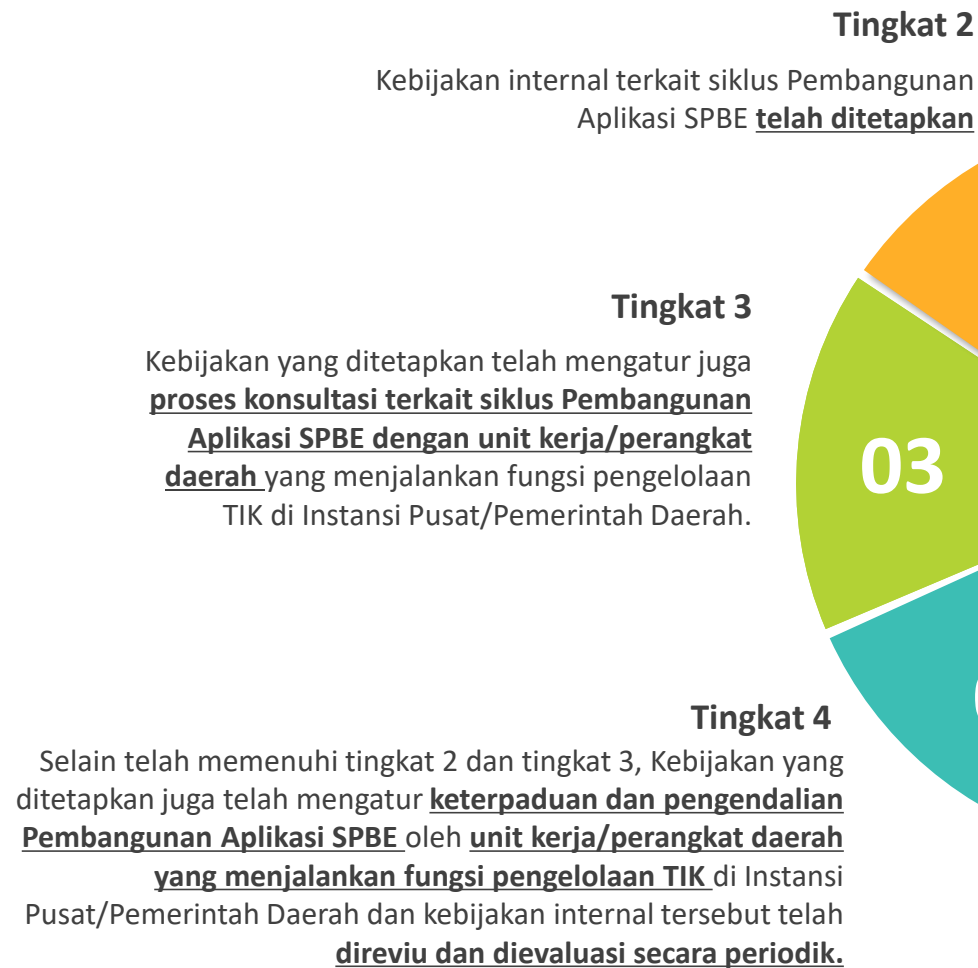 Tingkat 2
Kebijakan internal terkait siklus Pembangunan
Aplikasi SPBE telah ditetapkan
Tingkat 3
Kebijakan yang ditetapkan telah mengatur juga
proses konsultasi terkait siklus Pembangunan
Aplikasi SPBE dengan unit kerja/perangkat
daerah yang menjalankan fungsi pengelolaan
TIK di Instansi Pusat/Pemerintah Daerah.
03
Tingkat 4
Selain telah memenuhi tingkat 2 dan tingkat 3, Kebijakan yang
ditetapkan juga telah mengatur keterpaduan dan pengendalian
Pembangunan Aplikasi SPBE oleh unit kerja/perangkat daerah
yang menjalankan fungsi pengelolaan TIK di Instansi
Pusat/Pemerintah Daerah dan kebijakan internal tersebut telah
direviu dan dievaluasi secara periodik.